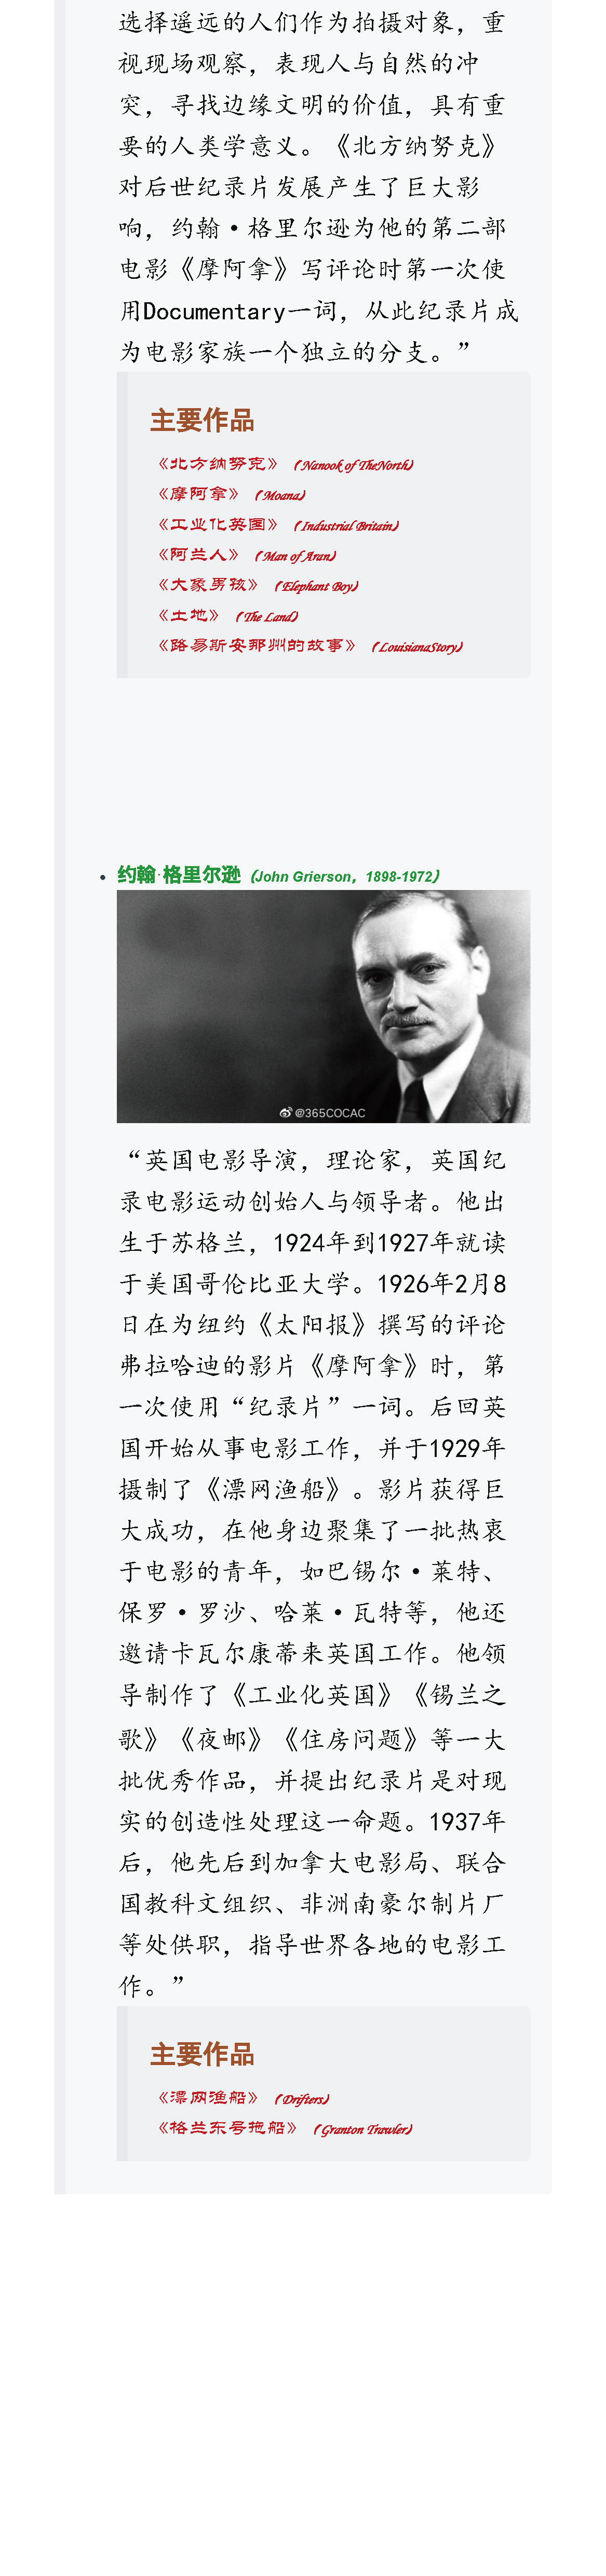 选择遥远的人们作为拍摄对象，重
视现场观察，表现人与自然的冲
突，寻找边缘文明的价值，具有重
要的人类学意义。《北方纳努克》
对后世纪录片发展产生了巨大影
响，约翰·格里尔逊为他的第二部
电影《摩阿拿》写评论时第一次使
用Documentary一词，从此纪录片成
为电影家族一个独立的分支。”
主要作品
《北方纳努克》（Nanook of TheNorth）
《摩阿拿》（Moana）
《工业化英国》（Industrial Britain）
《阿兰人》（Man of Aran）
《大象男孩》（Elephant Boy）
《土地》（The Land）
《路易斯安那州的故事》（LouisianaStory）
• 约翰·格里尔逊（John Grierson，1898-1972）
@365COCAC
“英国电影导演，理论家，英国纪
录电影运动创始人与领导者。他出
生于苏格兰，1924年到1927年就读
于美国哥伦比亚大学。1926年2月8
日在为纽约《太阳报》撰写的评论
弗拉哈迪的影片《摩阿拿》时，第
一次使用“纪录片”一词。后回英
国开始从事电影工作，并于1929年
摄制了《漂网渔船》。影片获得巨
大成功，在他身边聚集了一批热衷
于电影的青年，如巴锡尔·莱特、
保罗·罗沙、哈莱·瓦特等，他还
邀请卡瓦尔康蒂来英国工作。他领
导制作了《工业化英国》《锡兰之
歌》《夜邮》《住房问题》等一大
批优秀作品，并提出纪录片是对现
实的创造性处理这一命题。1937年
后，他先后到加拿大电影局、联合
国教科文组织、非洲南豪尔制片厂
等处供职，指导世界各地的电影工
作。”
主要作品
《漂网渔船》（Drifters）
《格兰东号拖船》（Granton Trawler）